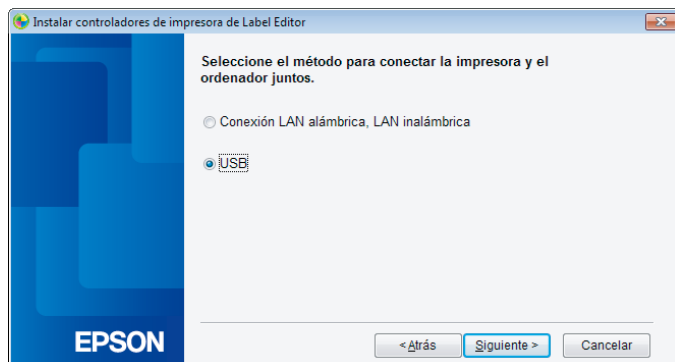 Instalar controladores de impresora de Label Editor
Seleccione el método para conectar la impresora y el
ordenador juntos.
Conexión LAN alámbrica, LAN inalámbrica
USB
EPSON
< Atrás
Siguiente >
Cancelar